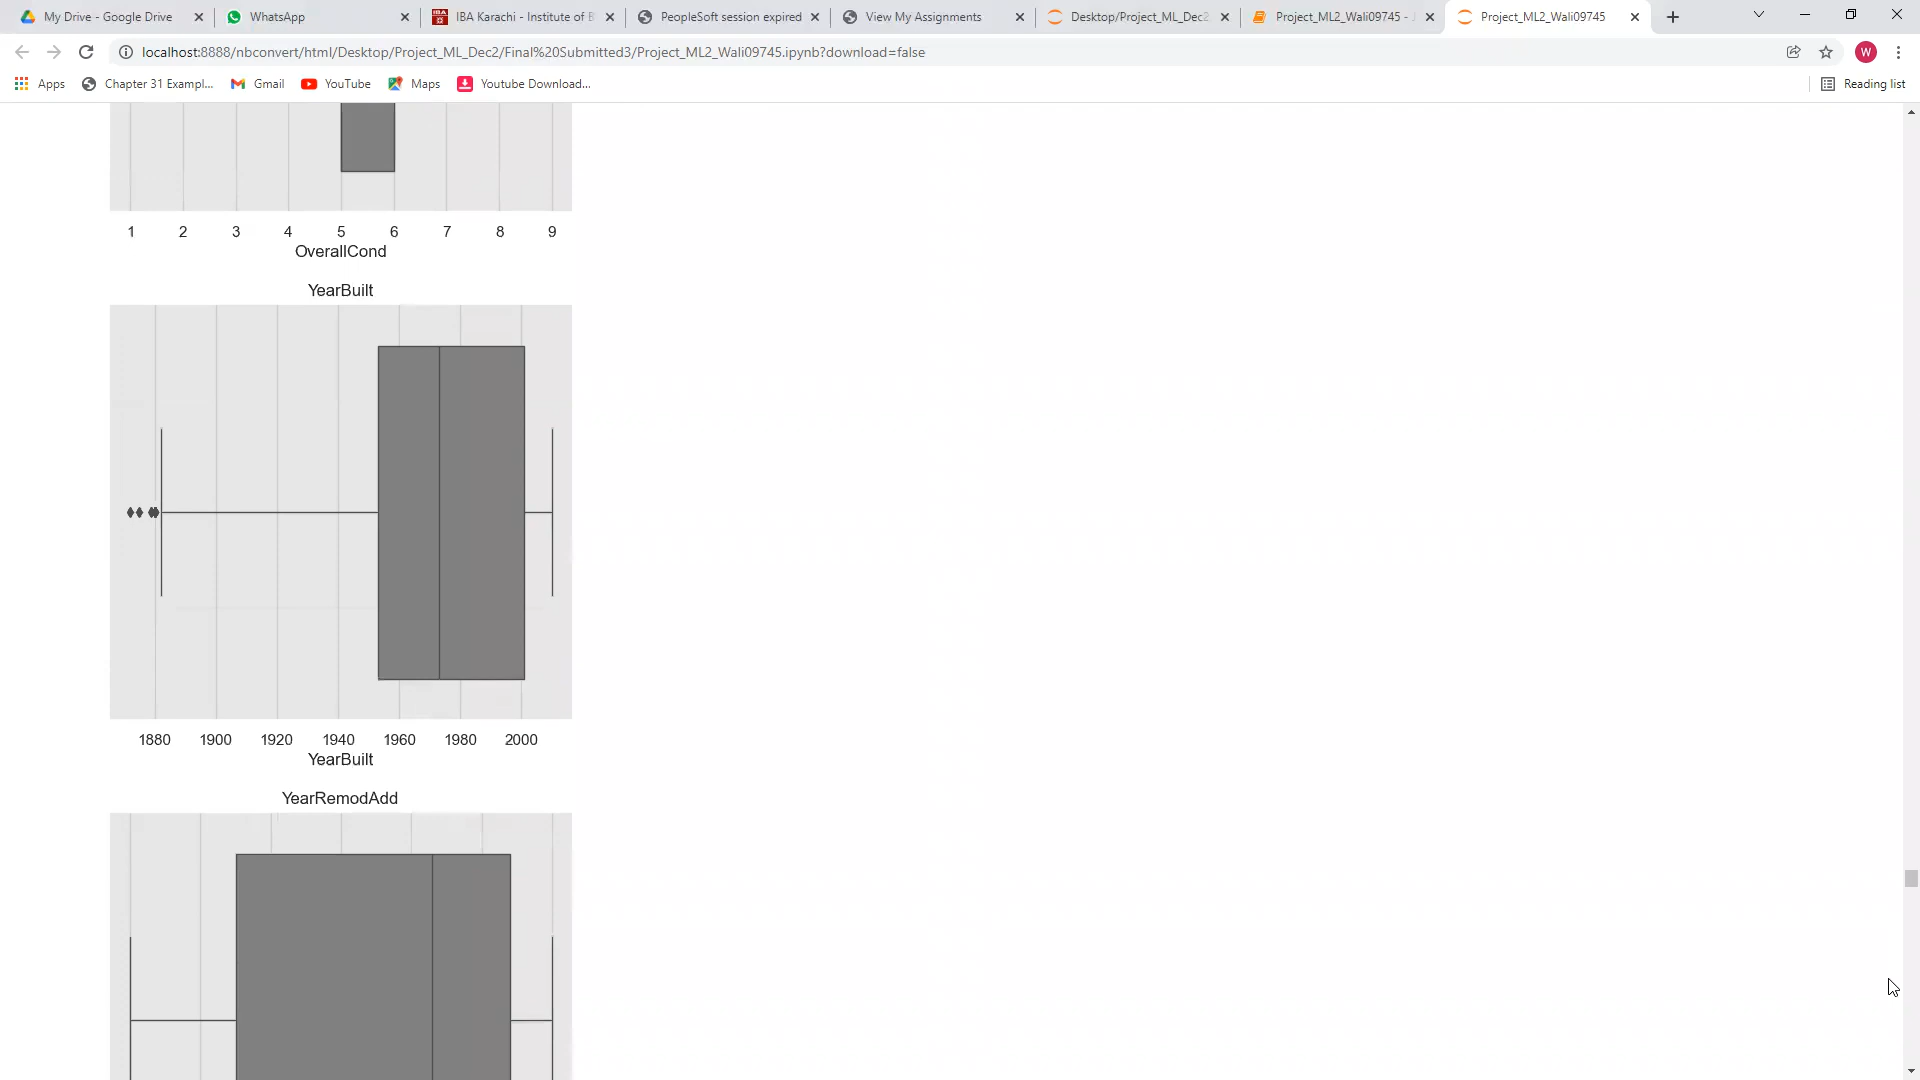 My Drive - Google Drive
WhatsApp
IBA Karachi - Institute of B
PeopleSoft session expired
View My Assignments
Desktop/Project_ML_Dec2
Project_ML2_Wali09745 - J
Project_ML2_Wali09745
localhost:8888/nbconvert/html/Desktop/Project_ML_Dec2/Final%20Submitted3/Project_ML2_Wali09745.ipynb?download=false
W
Apps
Chapter 31 Exampl...
Gmail
YouTube
Maps
Youtube Download...
Reading list
1 2 3 4 5 6 7 8 9
OverallCond
YearBuilt
1880 1900 1920 1940 1960 1980 2000
YearBuilt
YearRemodAdd